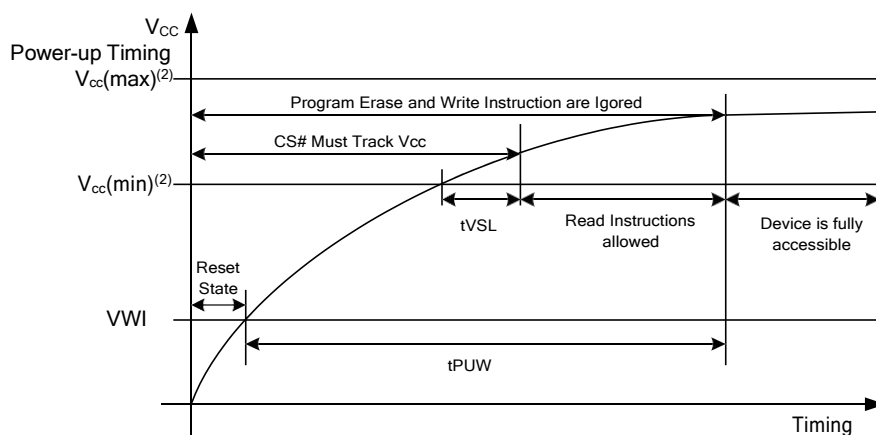 VCC
Power-up Timing
Vcc(max)(2)
Program Erase and Write Instruction are Igored
CS# Must Track Vcc
Vcc(min)(2)
tVSL
Read Instructions
allowed
Device is fully
accessible
Reset
State
VWI
tPUW
Timing